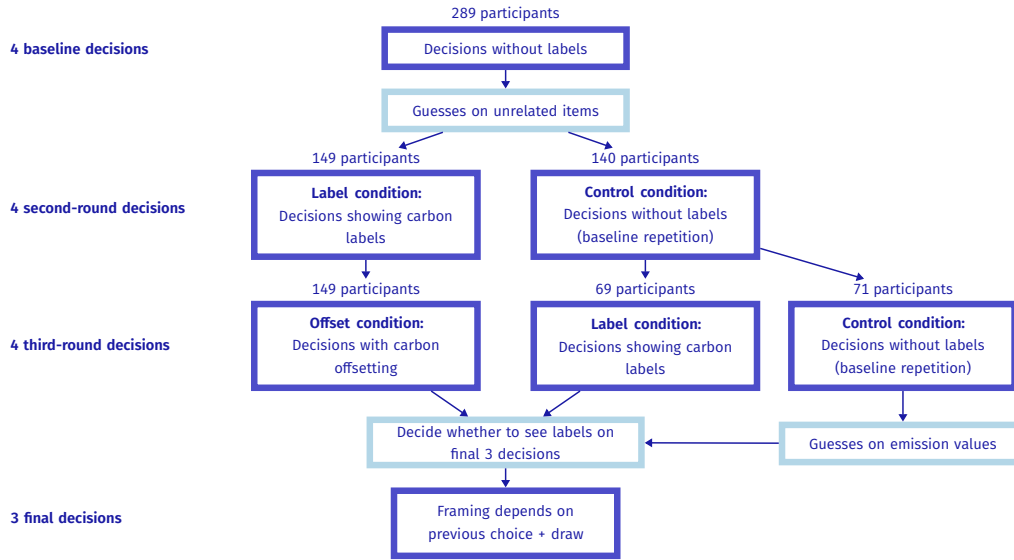 289 participants
4 baseline decisions
Decisions without labels
Guesses on unrelated items
149 participants
140 participants
4 second-round decisions
Label condition:
Decisions showing carbon
labels
Control condition:
Decisions without labels
(baseline repetition)
149 participants
69 participants
71 participants
4 third-round decisions
Offset condition:
Decisions with carbon
offsetting
Label condition:
Decisions showing carbon
labels
Control condition:
Decisions without labels
(baseline repetition)
Decide whether to see labels on
final 3 decisions
Guesses on emission values
3 final decisions
Framing depends on
previous choice + draw